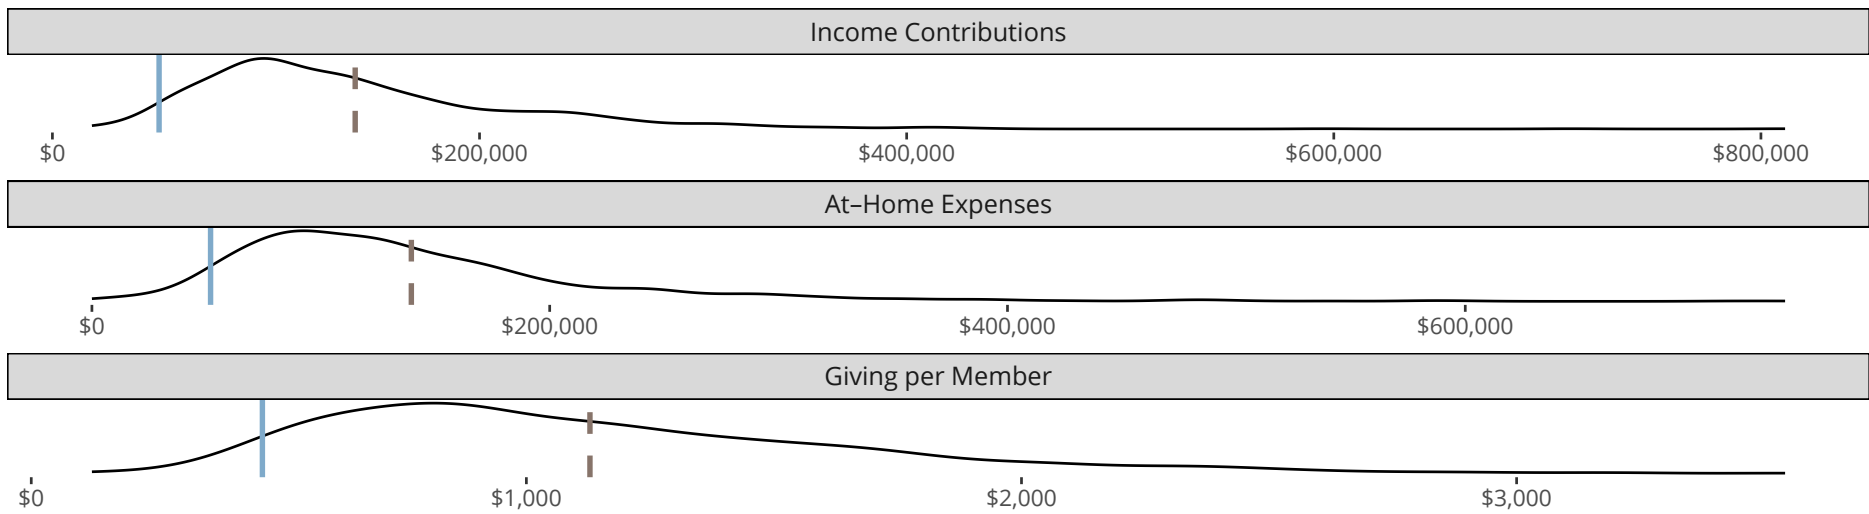 Income Contributions
$0 $200,000 $400,000 $600,000 $800,000
At–Home Expenses
$0 $200,000 $400,000 $600,000
Giving per Member
$0 $1,000 $2,000 $3,000